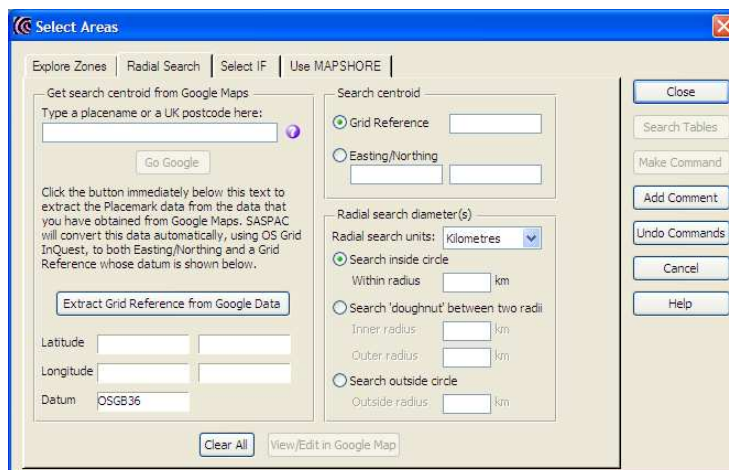 Select Areas
Explore Zones
Radial Search
Select IF
Use MAPSHORE
Get search centroid from Google Maps
Type a placename or a UK postcode here:
Go Google
Click the button immediately below this text to
extract the Placemark data from the data that
you have obtained from Google Maps. SASPAC
will convert this data automatically, using OS Grid
InQuest, to both Easting/Northing and a Grid
Reference whose datum is shown below.
Extract Grid Reference from Google Data
Latitude
Longitude
Datum OSGB36
Search centroid
Grid Reference
Easting/Northing
Radial search diameter(s)
Radial search units: Kilometres
Search inside circle
Within radius km
Search 'doughnut' between two radii
Inner radius km
Outer radius km
Search outside circle
Outside radius km
Clear All
View/Edit in Google Map
Close
Search Tables
Make Command
Add Comment
Undo Commands
Cancel
Help